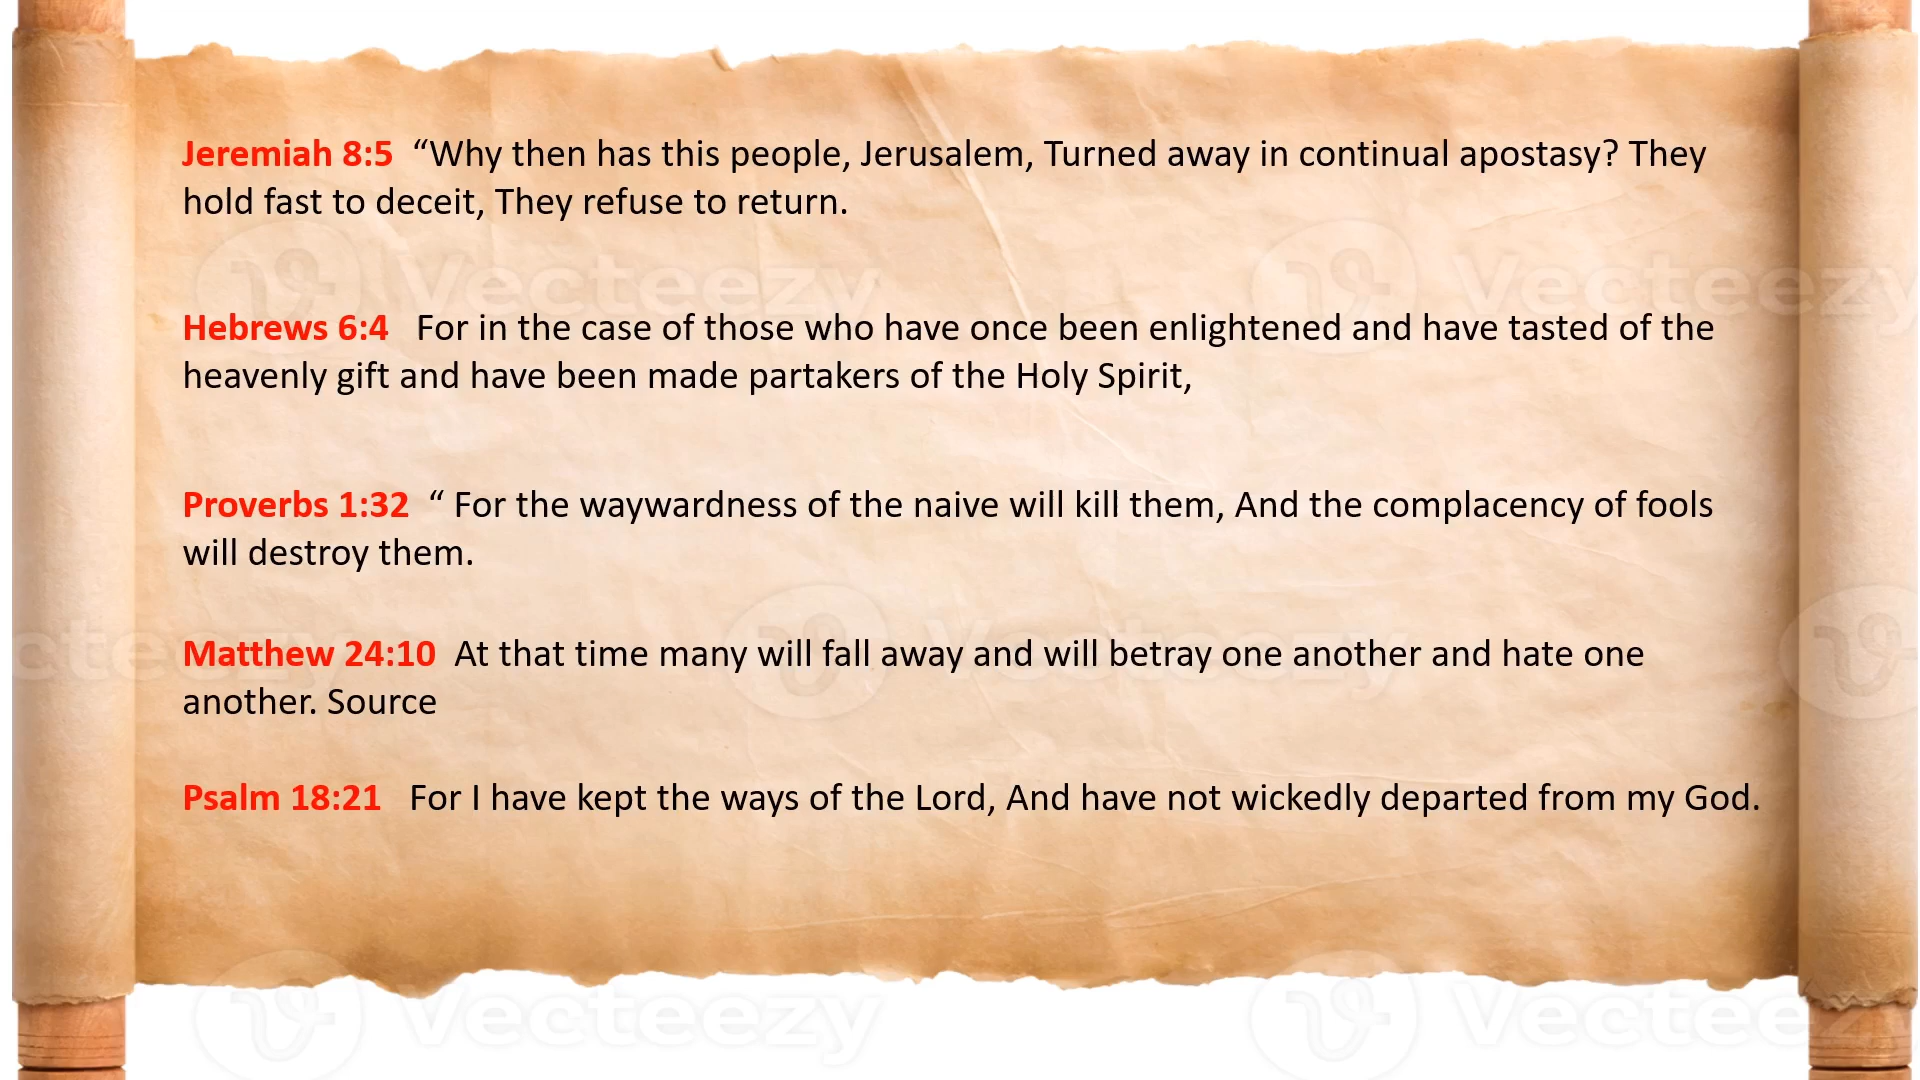 Jeremiah 8:5 “Why then has this people, Jerusalem, Turned away in continual apostasy? They
hold fast to deceit, They refuse to return.
Vecteezy Vecteezy
Hebrews 6:4 For in the case of those who have once been enlightened and have tasted of the
heavenly gift and have been made partakers of the Holy Spirit,
Proverbs 1:32 “ For the waywardness of the naive will kill them, And the complacency of fools
will destroy them.
Matthew 24:10 At that time many will fall away and will betray one another and hate one
Vecteezy
another. Source
Psalm 18:21 For I have kept the ways of the Lord, And have not wickedly departed from my God.
Vecteezy Vecteezy